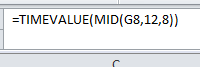 =TIMEVALUE(MID(G8,12,8))
C